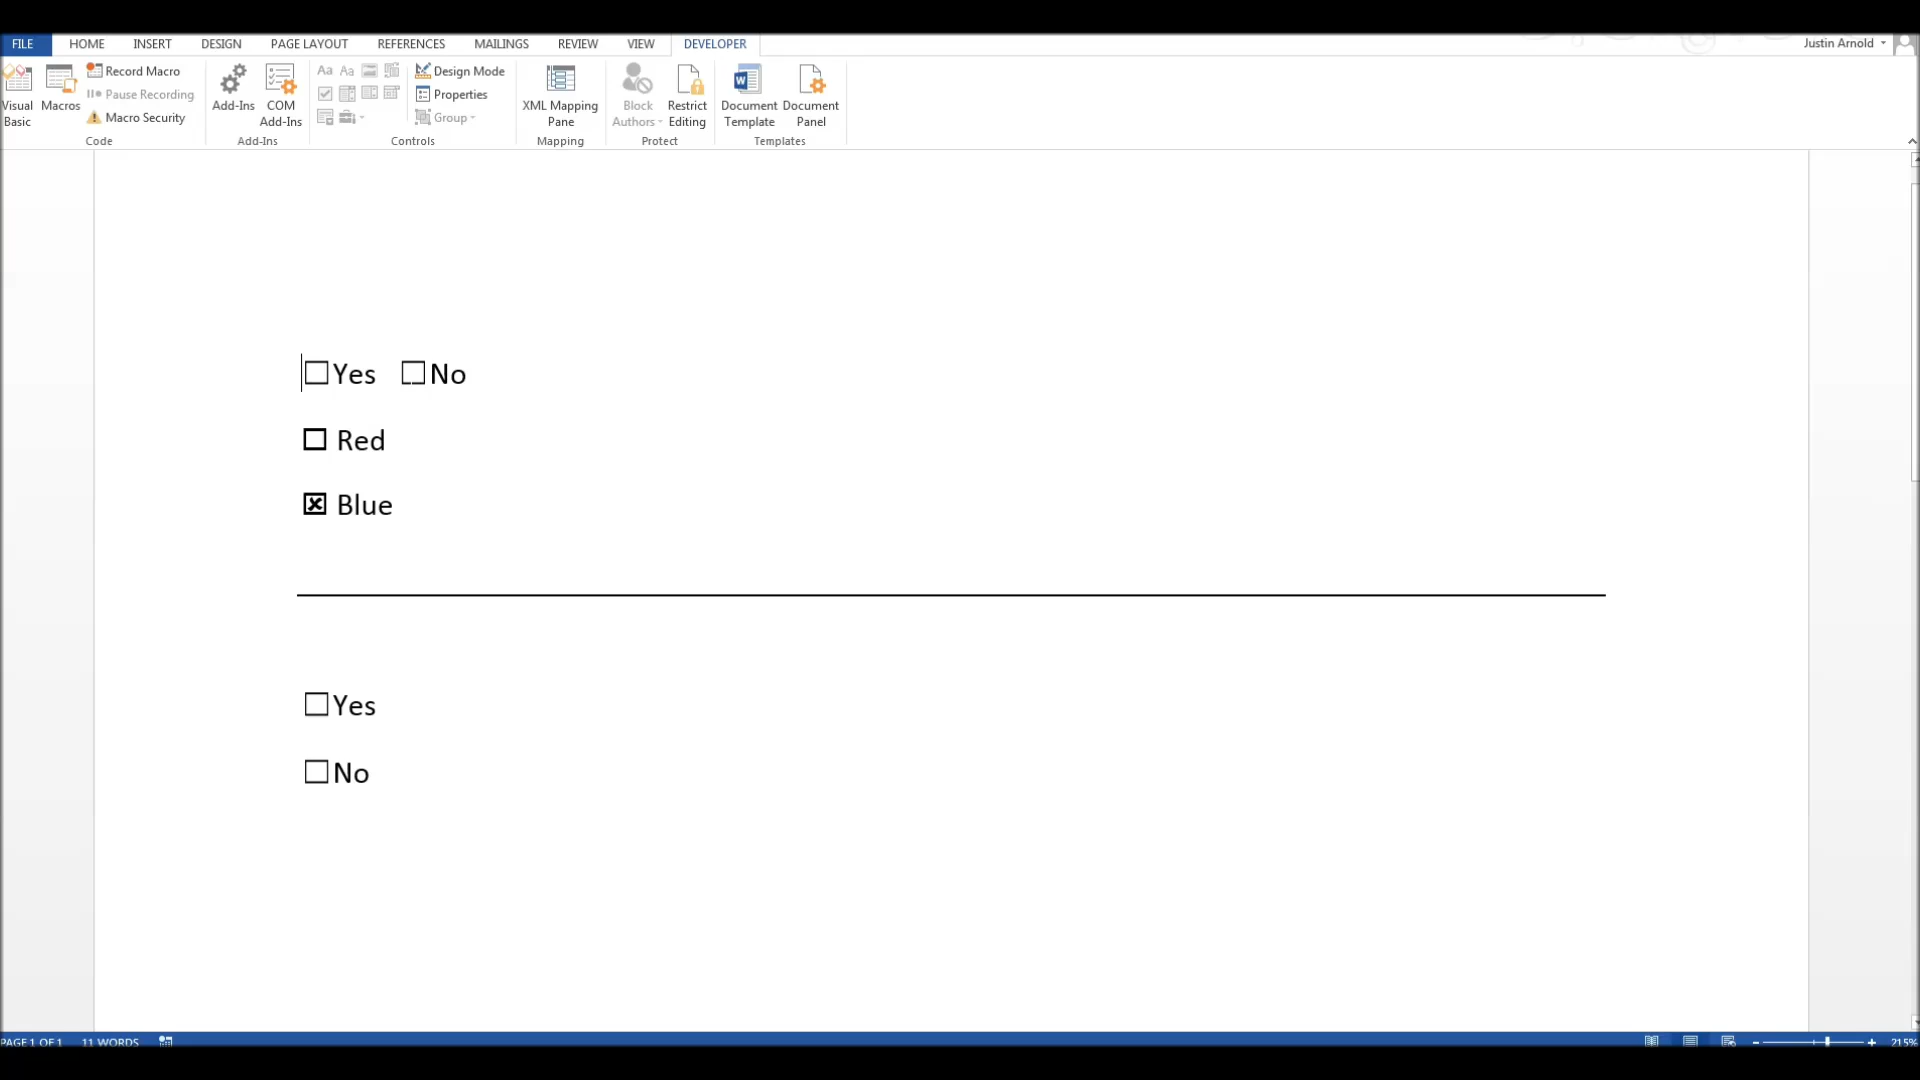 FILE HOME INSERT DESIGN PAGE LAYOUT REFERENCES MAILINGS REVIEW VIEW DEVELOPER Justin Arnold
Visual Basic
Macros
Record Macro
Pause Recording
Macro Security
Code
Add-Ins
COM Add-Ins
Add-Ins
Aa Aa
Design Mode
Properties
Group
Controls
XML Mapping Pane
Mapping
Block Authors
Restrict Editing
Protect
Document Template
Document Panel
Templates
☐Yes ☐No
☐ Red
☒ Blue
☐Yes
☐No
PAGE 1 OF 1 11 WORDS 215%